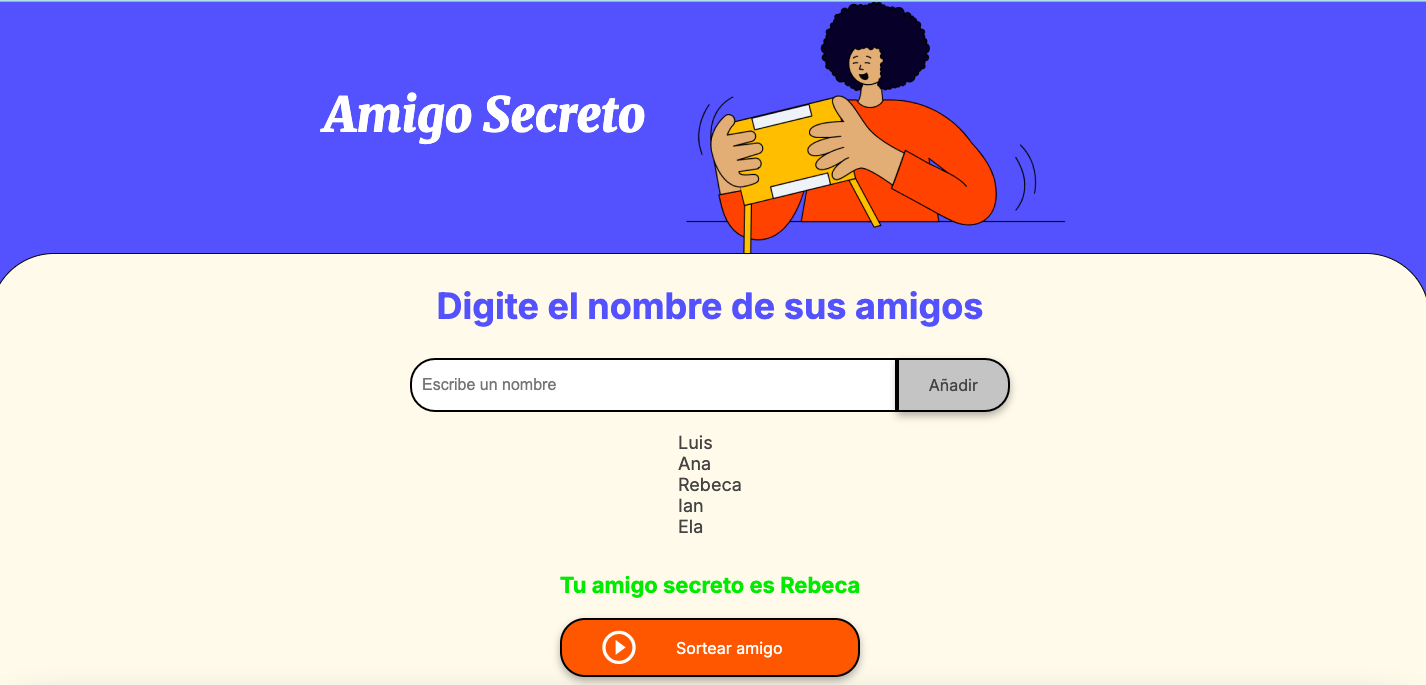 Amigo Secreto
Digite el nombre de sus amigos
Escribe un nombre
Añadir
Luis
Ana
Rebeca
Ian
Ela
Tu amigo secreto es Rebeca
Sortear amigo